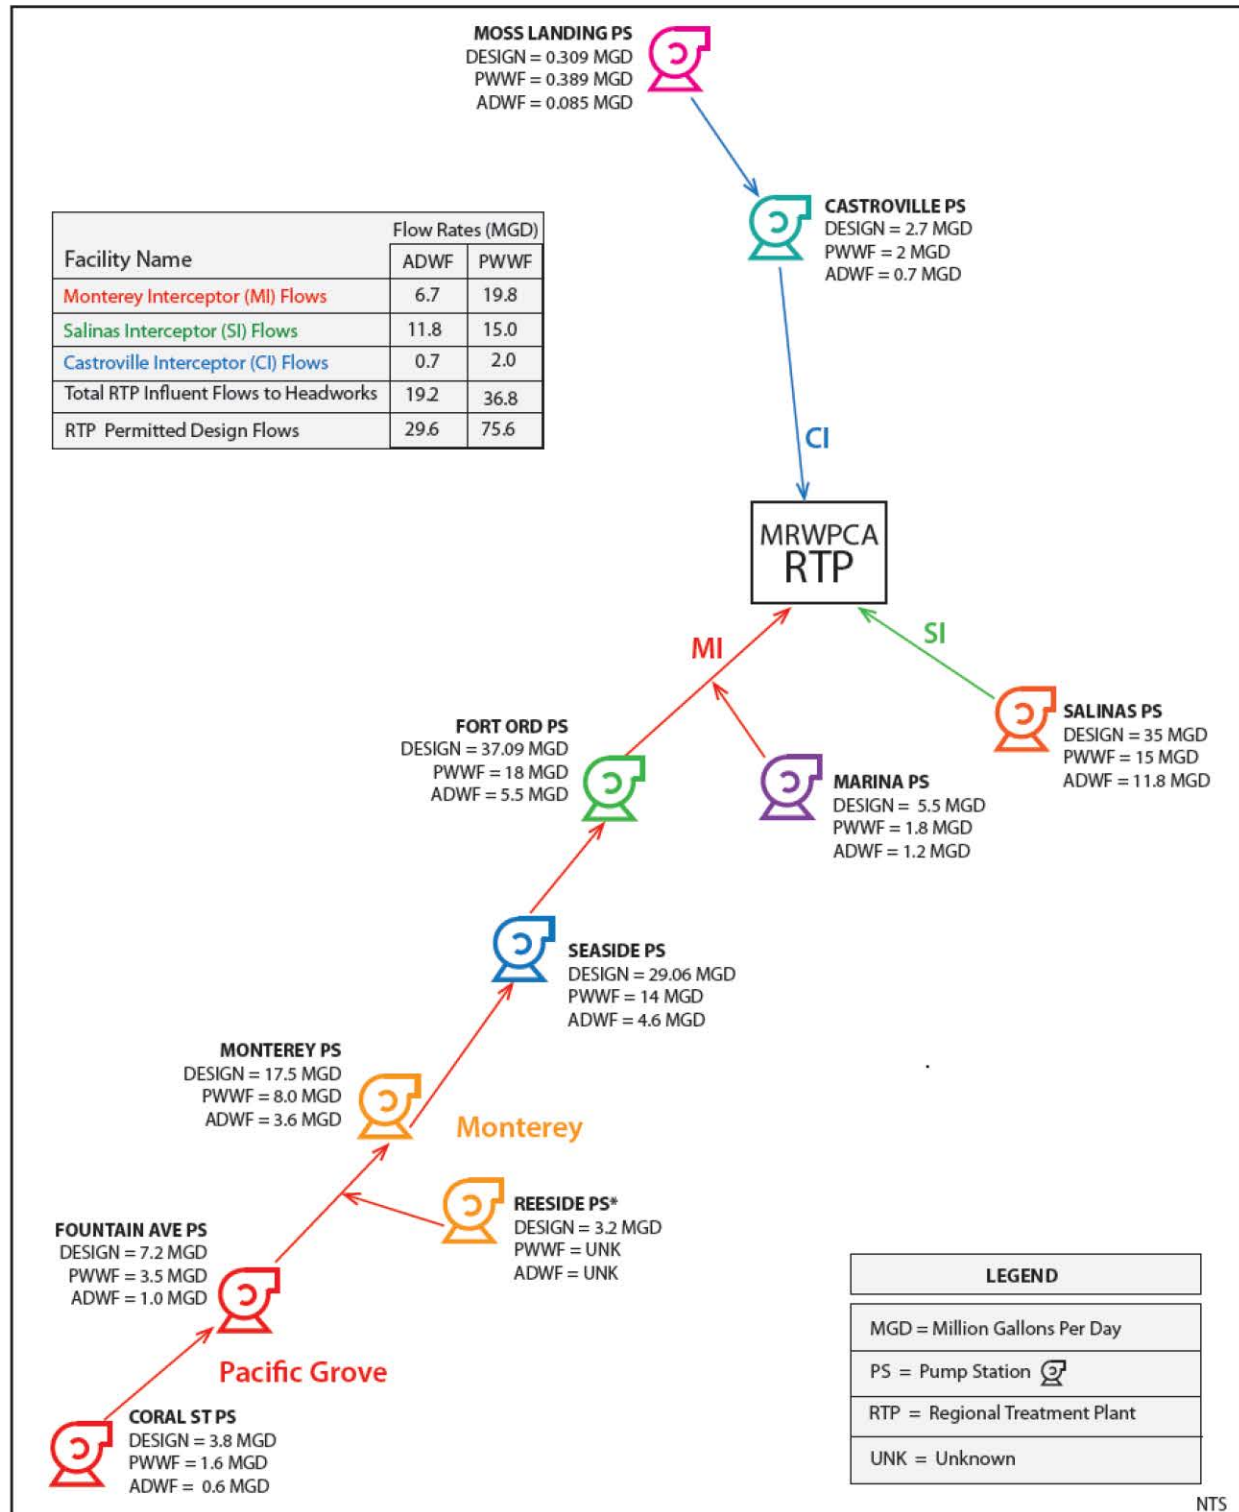 MOSS LANDING PS
DESIGN = 0.309 MGD
PWWF = 0.389 MGD
ADWF = 0.085 MGD
CASTROVILLE PS
DESIGN = 2.7 MGD
PWWF = 2 MGD
ADWF = 0.7 MGD
Flow Rates (MGD)
Facility Name ADWF PWWF
Monterey Interceptor (MI) Flows 6.7 19.8
Salinas Interceptor (SI) Flows 11.8 15.0
Castroville Interceptor (CI) Flows 0.7 2.0
Total RTP Influent Flows to Headworks 19.2 36.8
RTP Permitted Design Flows 29.6 75.6
CI
MRWPCA
RTP
MI
SI
FORT ORD PS
DESIGN = 37.09 MGD
PWWF = 18 MGD
ADWF = 5.5 MGD
MARINA PS
DESIGN = 5.5 MGD
PWWF = 1.8 MGD
ADWF = 1.2 MGD
SALINAS PS
DESIGN = 35 MGD
PWWF = 15 MGD
ADWF = 11.8 MGD
SEASIDE PS
DESIGN = 29.06 MGD
PWWF = 14 MGD
ADWF = 4.6 MGD
MONTEREY PS
DESIGN = 17.5 MGD
PWWF = 8.0 MGD
ADWF = 3.6 MGD
Monterey
REESIDE PS*
DESIGN = 3.2 MGD
PWWF = UNK
ADWF = UNK
FOUNTAIN AVE PS
DESIGN = 7.2 MGD
PWWF = 3.5 MGD
ADWF = 1.0 MGD
Pacific Grove
CORAL ST PS
DESIGN = 3.8 MGD
PWWF = 1.6 MGD
ADWF = 0.6 MGD
LEGEND
MGD = Million Gallons Per Day
PS = Pump Station
RTP = Regional Treatment Plant
UNK = Unknown
NTS